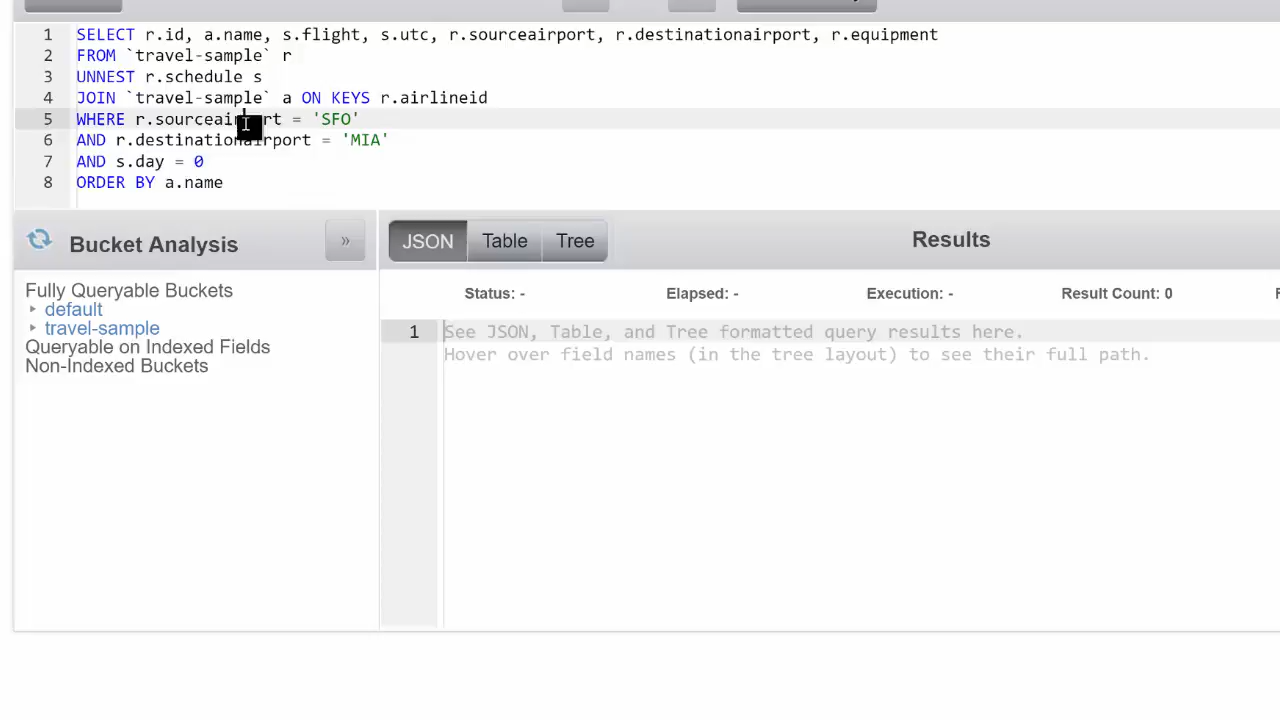 1 SELECT r.id, a.name, s.flight, s.utc, r.sourceairport, r.destinationairport, r.equipment
2 FROM `travel-sample` r
3 UNNEST r.schedule s
4 JOIN `travel-sample` a ON KEYS r.airlineid
5 WHERE r.sourceairport = 'SFO'
6 AND r.destinationairport = 'MIA'
7 AND s.day = 0
8 ORDER BY a.name
Bucket Analysis »
JSON Table Tree Results
Fully Queryable Buckets
default
travel-sample
Queryable on Indexed Fields
Non-Indexed Buckets
Status: - Elapsed: - Execution: - Result Count: 0
1 See JSON, Table, and Tree formatted query results here.
Hover over field names (in the tree layout) to see their full path.